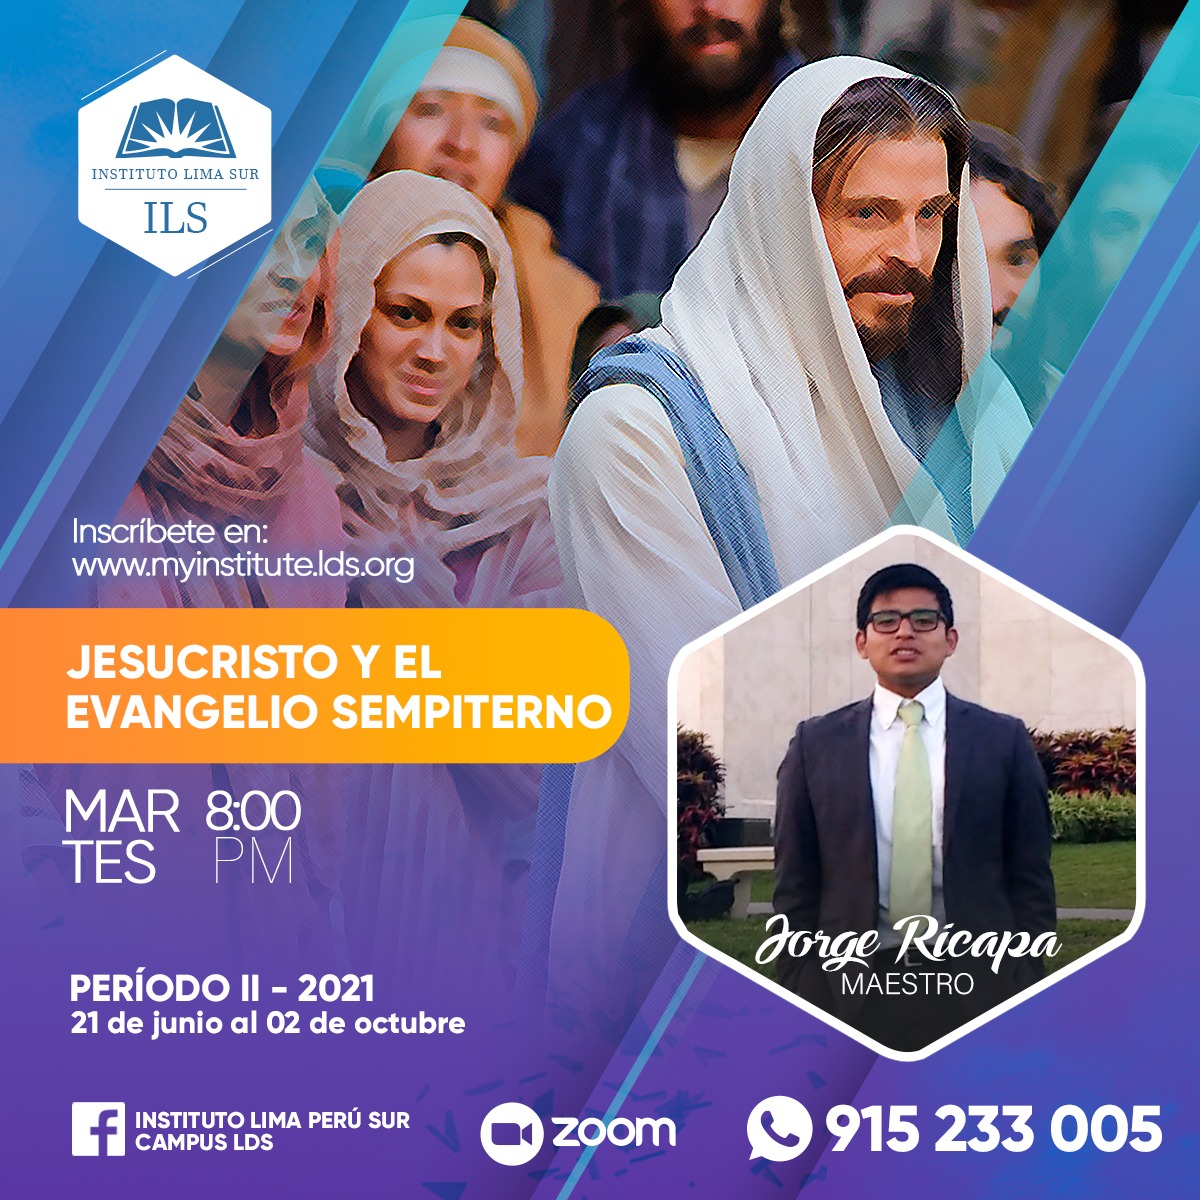 INSTITUTO LIMA SUR
ILS
Inscríbete en:
www.myinstitute.lds.org
JESUCRISTO Y EL
EVANGELIO SEMPITERNO
MAR
TES
8:00
PM
Jorge Ricapa
MAESTRO
PERÍODO II - 2021
21 de junio al 02 de octubre
INSTITUTO LIMA PERÚ SUR
CAMPUS LDS
zoom
915 233 005